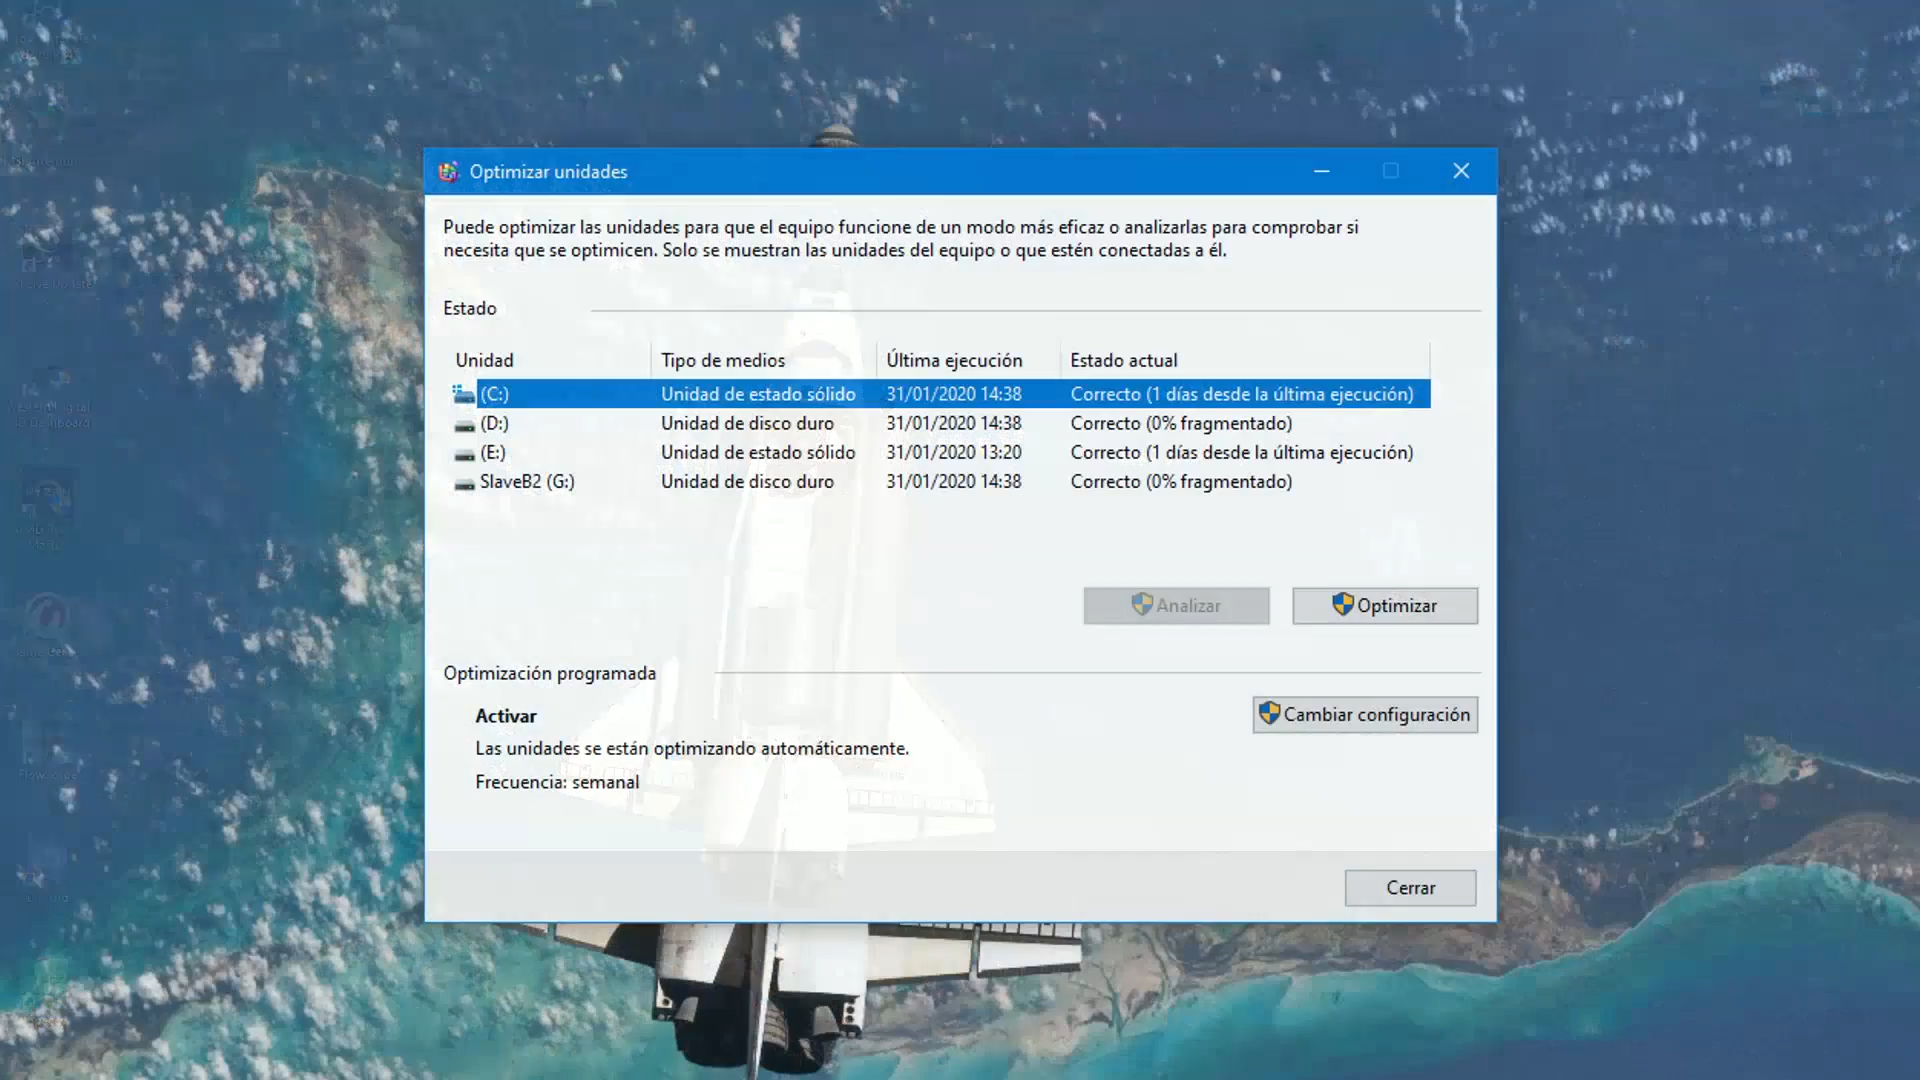 Optimizar unidades
Puede optimizar las unidades para que el equipo funcione de un modo más eficaz o analizarlas para comprobar si
necesita que se optimicen. Solo se muestran las unidades del equipo o que estén conectadas a él.
Estado
Unidad Tipo de medios Última ejecución Estado actual
(C:) Unidad de estado sólido 31/01/2020 14:38 Correcto (1 días desde la última ejecución)
(D:) Unidad de disco duro 31/01/2020 14:38 Correcto (0% fragmentado)
(E:) Unidad de estado sólido 31/01/2020 13:20 Correcto (1 días desde la última ejecución)
SlaveB2 (G:) Unidad de disco duro 31/01/2020 14:38 Correcto (0% fragmentado)
Analizar Optimizar
Optimización programada
Activar
Cambiar configuración
Las unidades se están optimizando automáticamente.
Frecuencia: semanal
Cerrar